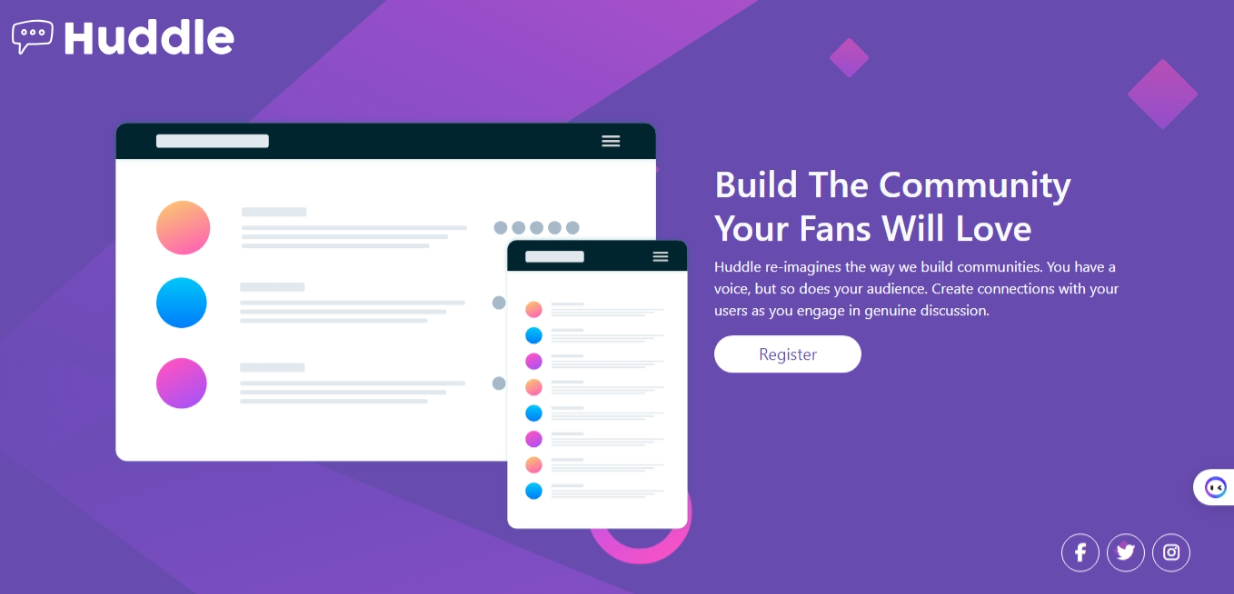 Huddle
Build The Community
Your Fans Will Love
Huddle re-imagines the way we build communities. You have a
voice, but so does your audience. Create connections with your
users as you engage in genuine discussion.
Register